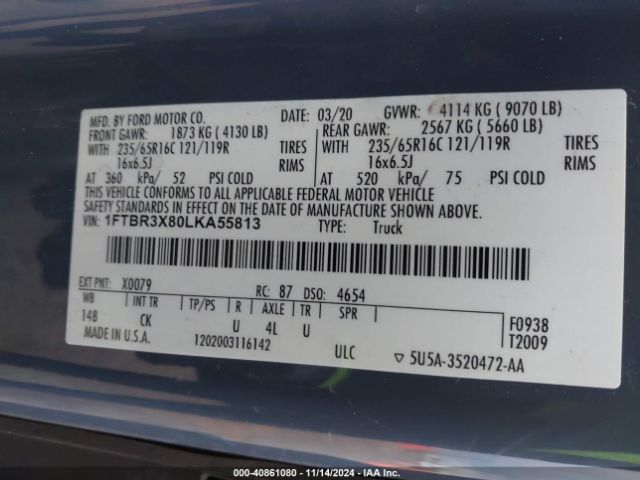 MFD. BY FORD MOTOR CO. DATE: 03/20 GVWR: 4114 KG ( 9070 LB)
FRONT GAWR: 1873 KG ( 4130 LB) REAR GAWR: 2567 KG ( 5660 LB)
WITH 235/65R16C 121/119R TIRES WITH 235/65R16C 121/119R TIRES
16x6.5J RIMS 16x6.5J RIMS
AT 360 kPa/ 52 PSI COLD AT 520 kPa/ 75 PSI COLD
THIS VEHICLE CONFORMS TO ALL APPLICABLE FEDERAL MOTOR VEHICLE
SAFETY STANDARDS IN EFFECT ON THE DATE OF MANUFACTURE SHOWN ABOVE.
VIN: 1FTBR3X80LKA55813 TYPE: Truck
EXT PNT: X0079 RC: 87 DSO: 4654
WB INT TR TP/PS R AXLE TR SPR F0938
148 CK U 4L U T2009
MADE IN U.S.A. 1202003116142 ULC ▽ 5U5A-3520472-AA
000-40861080 - 11/14/2024 - IAA Inc.